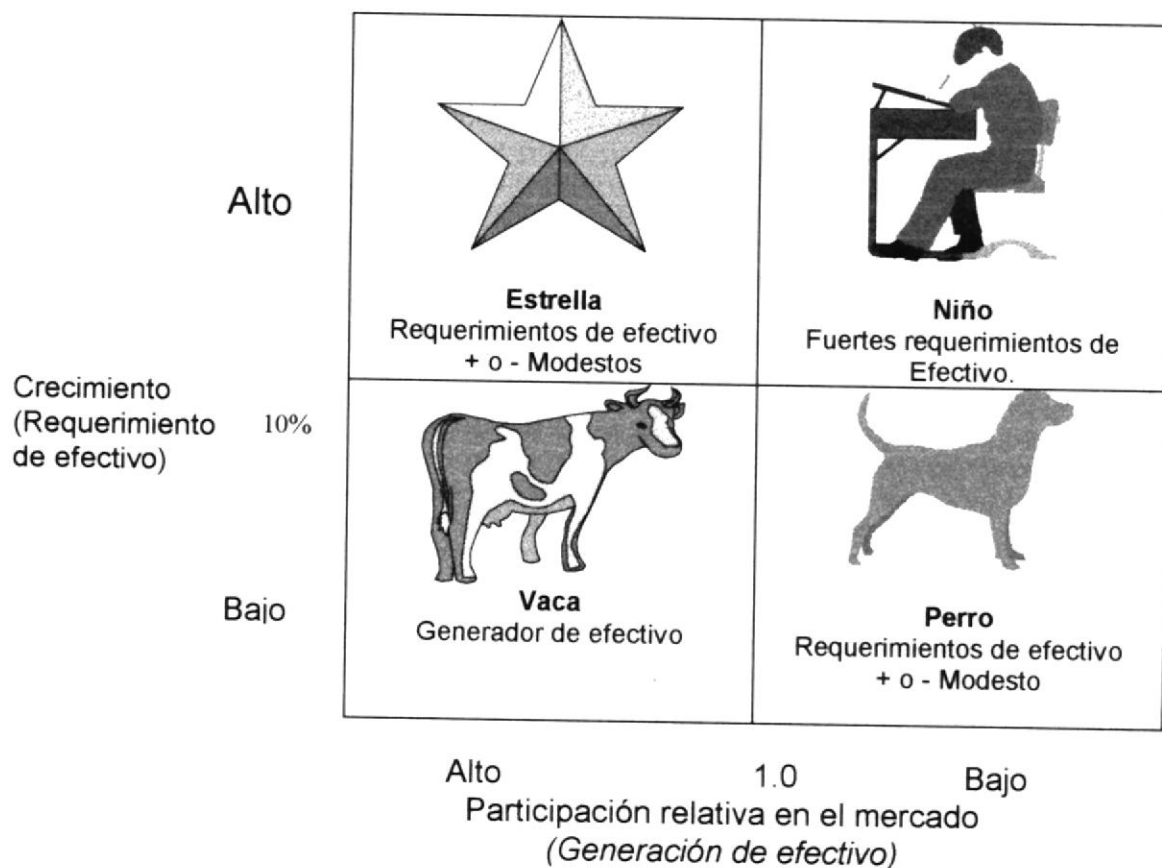 Alto
Estrella
Requerimientos de efectivo
+ o - Modestos
Niño
Fuertes requerimientos de
Efectivo.
Crecimiento
(Requerimiento
de efectivo)
10%
Bajo
Vaca
Generador de efectivo
Perro
Requerimientos de efectivo
+ o - Modesto
Alto 1.0 Bajo
Participación relativa en el mercado
(Generación de efectivo)